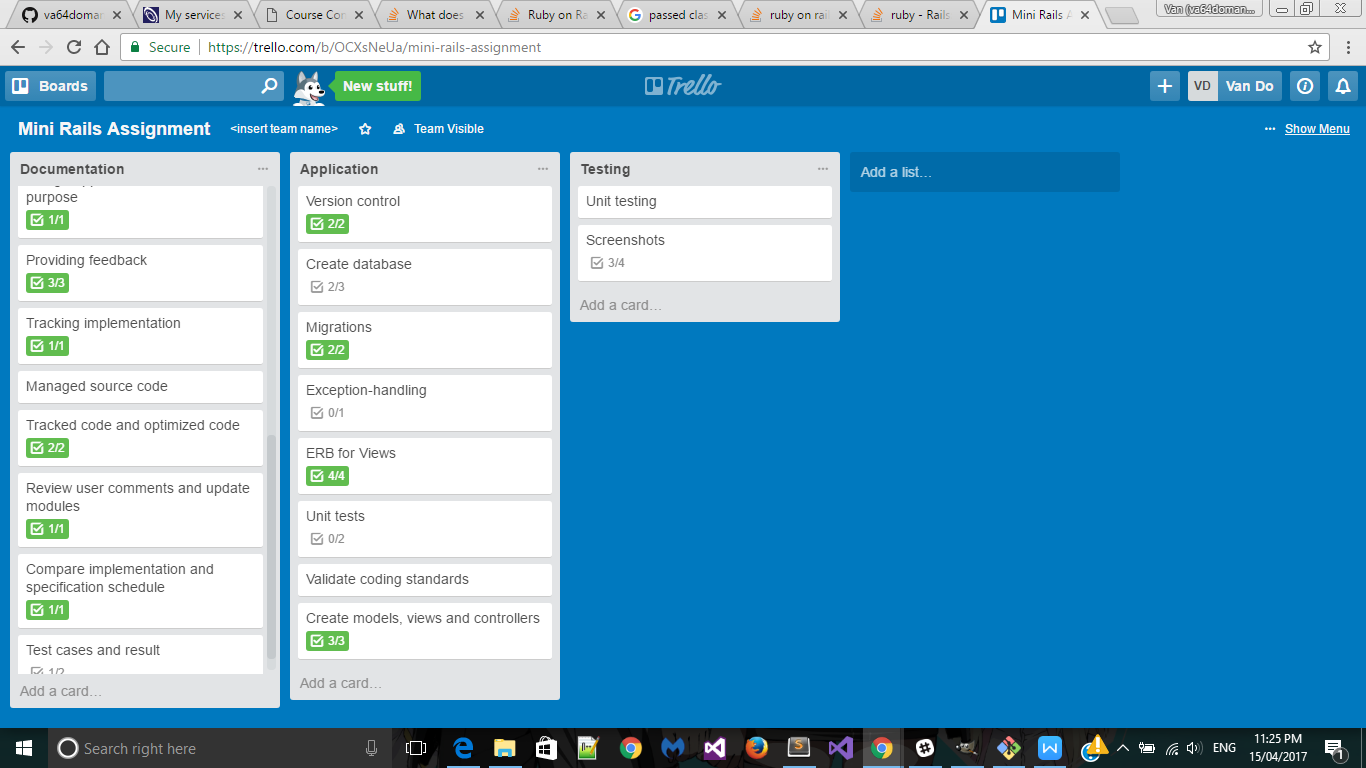 va64domar
My services
Course Con
What does
Ruby on Ra
passed clas
ruby on rail
ruby - Rails
Mini Rails A
Van (va64doman...
Secure https://trello.com/b/OCXsNeUa/mini-rails-assignment
Boards
New stuff!
Trello
VD Van Do
Mini Rails Assignment <insert team name> Team Visible
... Show Menu
Documentation ...
purpose
1/1
Providing feedback
3/3
Tracking implementation
1/1
Managed source code
Tracked code and optimized code
2/2
Review user comments and update
modules
1/1
Compare implementation and
specification schedule
1/1
Test cases and result
1/2
Add a card...
Application ...
Version control
2/2
Create database
2/3
Migrations
2/2
Exception-handling
0/1
ERB for Views
4/4
Unit tests
0/2
Validate coding standards
Create models, views and controllers
3/3
Add a card...
Testing ...
Unit testing
Screenshots
3/4
Add a card...
Add a list...
Search right here
ENG
11:25 PM
15/04/2017
1